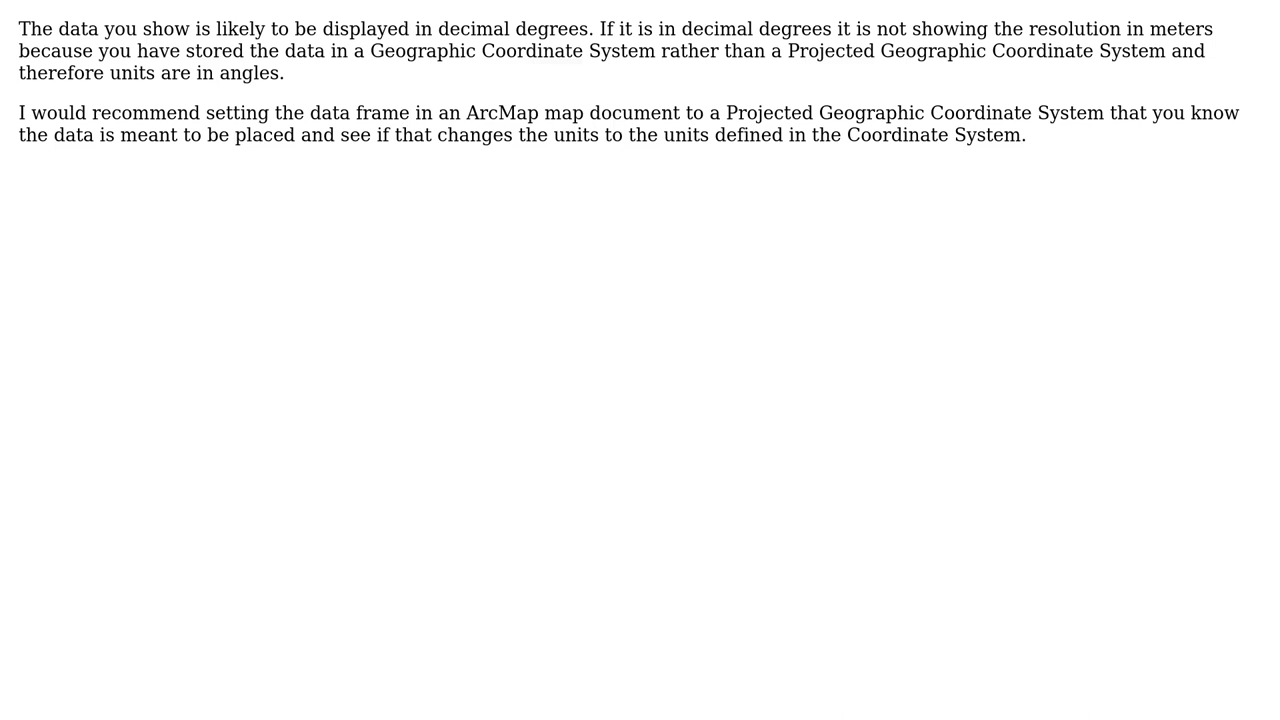 The data you show is likely to be displayed in decimal degrees. If it is in decimal degrees it is not showing the resolution in meters
because you have stored the data in a Geographic Coordinate System rather than a Projected Geographic Coordinate System and
therefore units are in angles.
I would recommend setting the data frame in an ArcMap map document to a Projected Geographic Coordinate System that you know
the data is meant to be placed and see if that changes the units to the units defined in the Coordinate System.